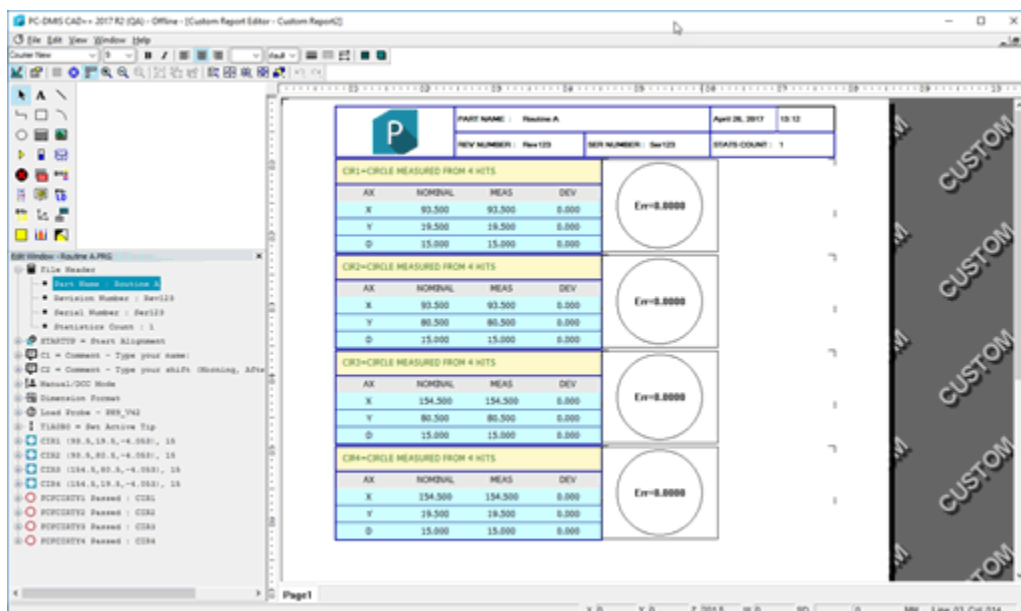 PC-DMIS CAD++ 2017 R2 (QA) - Offline - [Custom Report Editor - Custom Report2]
File Edit View Window Help
Courier New 9
PART NAME : Routine A April 26, 2017 15:12
REV NUMBER : Rev123 SER NUMBER : Ser123 STATS COUNT : 1
CIR1=CIRCLE MEASURED FROM 4 HITS
AX NOMINAL MEAS DEV
X 93.500 93.500 0.000
Y 19.500 19.500 0.000
D 15.000 15.000 0.000
Err=0.0000
CIR2=CIRCLE MEASURED FROM 4 HITS
AX NOMINAL MEAS DEV
X 93.500 93.500 0.000
Y 80.500 80.500 0.000
D 15.000 15.000 0.000
Err=0.0000
CIR3=CIRCLE MEASURED FROM 4 HITS
AX NOMINAL MEAS DEV
X 154.500 154.500 0.000
Y 80.500 80.500 0.000
D 15.000 15.000 0.000
Err=0.0000
CIR4=CIRCLE MEASURED FROM 4 HITS
AX NOMINAL MEAS DEV
X 154.500 154.500 0.000
Y 19.500 19.500 0.000
D 15.000 15.000 0.000
Err=0.0000
CUSTOM
CUSTOM
CUSTOM
CUSTOM
CUSTOM
Edit Window - Routine A.PRG
File Header
Part Name : Routine A
Revision Number : Rev123
Serial Number : Ser123
Statistics Count : 1
STARTUP = Start Alignment
C1 = Comment - Type your name:
C2 = Comment - Type your shift (Morning, Afte
Manual/DCC Mode
Dimension Format
Load Probe -
T1A0B0 = Set Active Tip
CIR1 (93.5,19.5,-4.053), 15
CIR2 (93.5,80.5,-4.053), 15
CIR3 (154.5,80.5,-4.053), 15
CIR4 (154.5,19.5,-4.053), 15
FCFCIRTY1 Passed : CIR1
FCFCIRTY2 Passed : CIR2
FCFCIRTY3 Passed : CIR3
FCFCIRTY4 Passed : CIR4
Page1